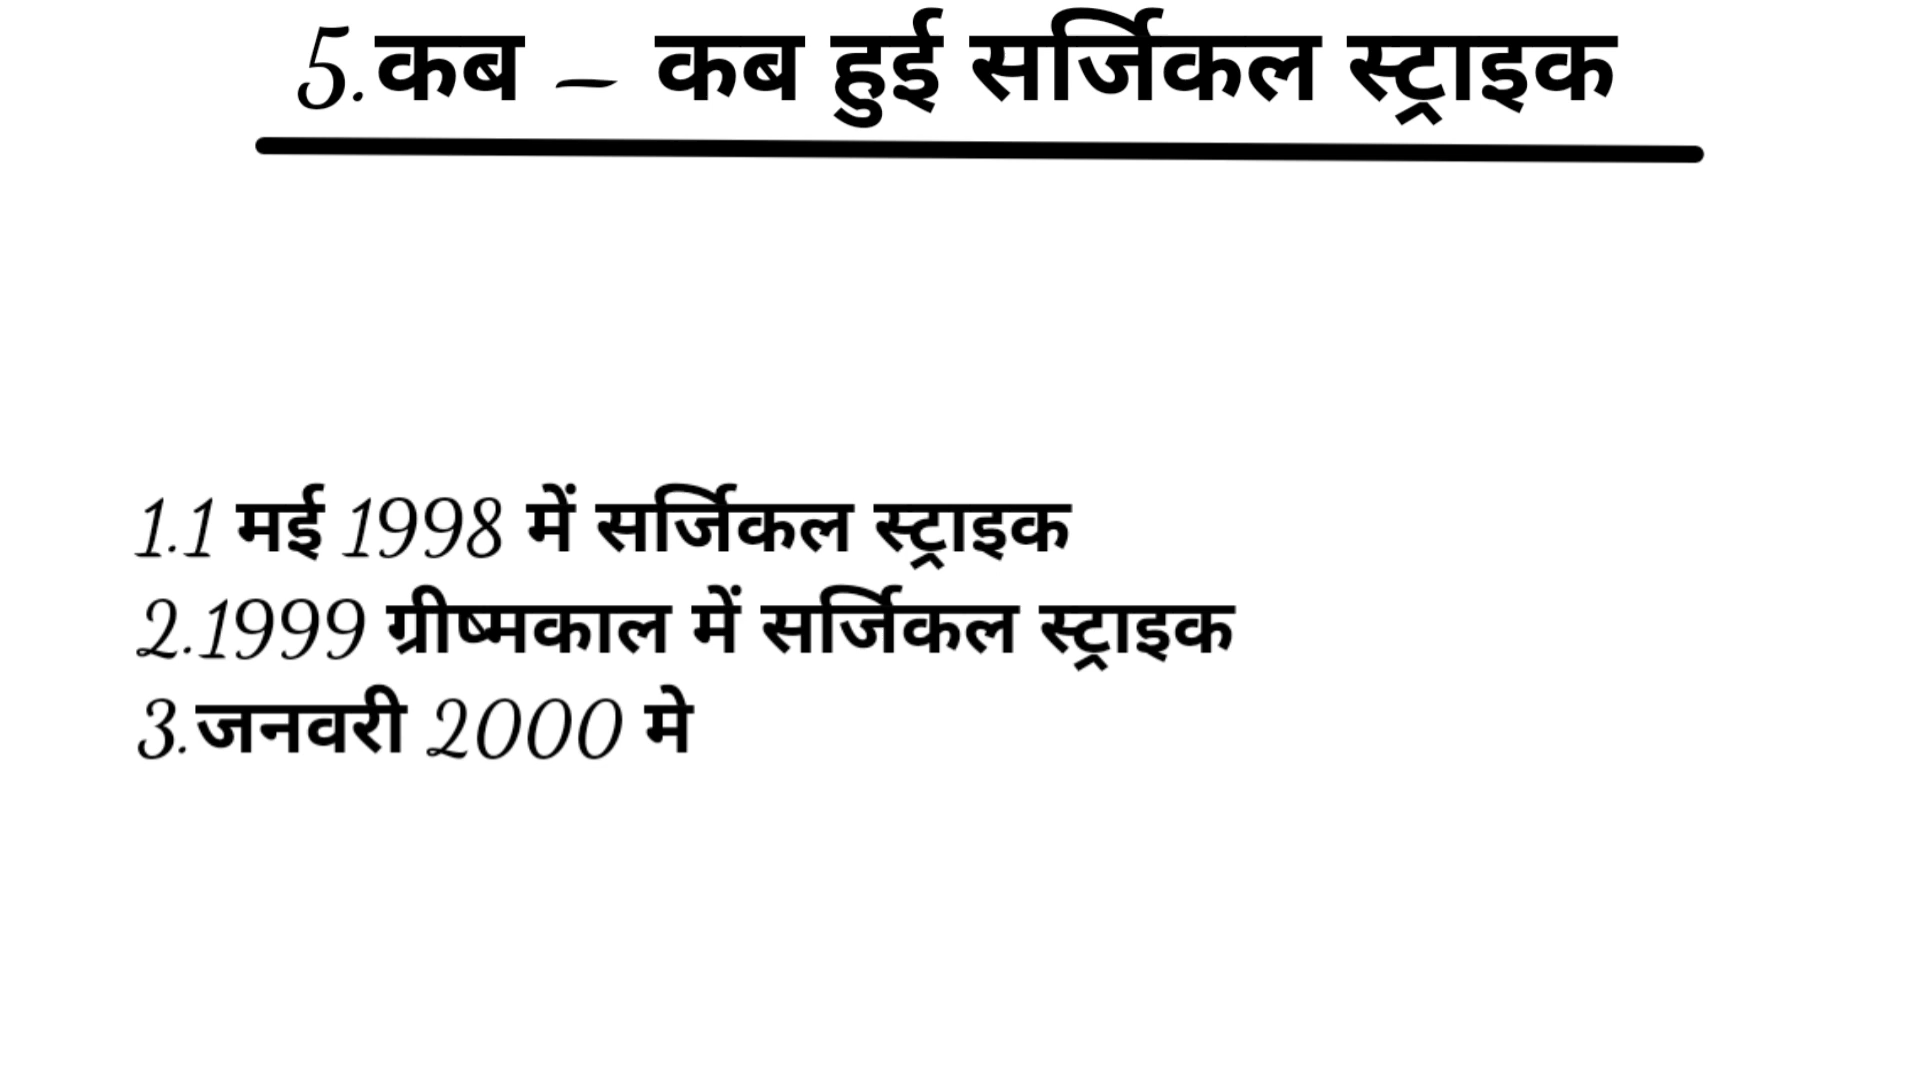 5.कब – कब हुई सर्जिकल स्ट्राइक
1.1 मई 1998 में सर्जिकल स्ट्राइक
2.1999 ग्रीष्मकाल में सर्जिकल स्ट्राइक
3.जनवरी 2000 मे